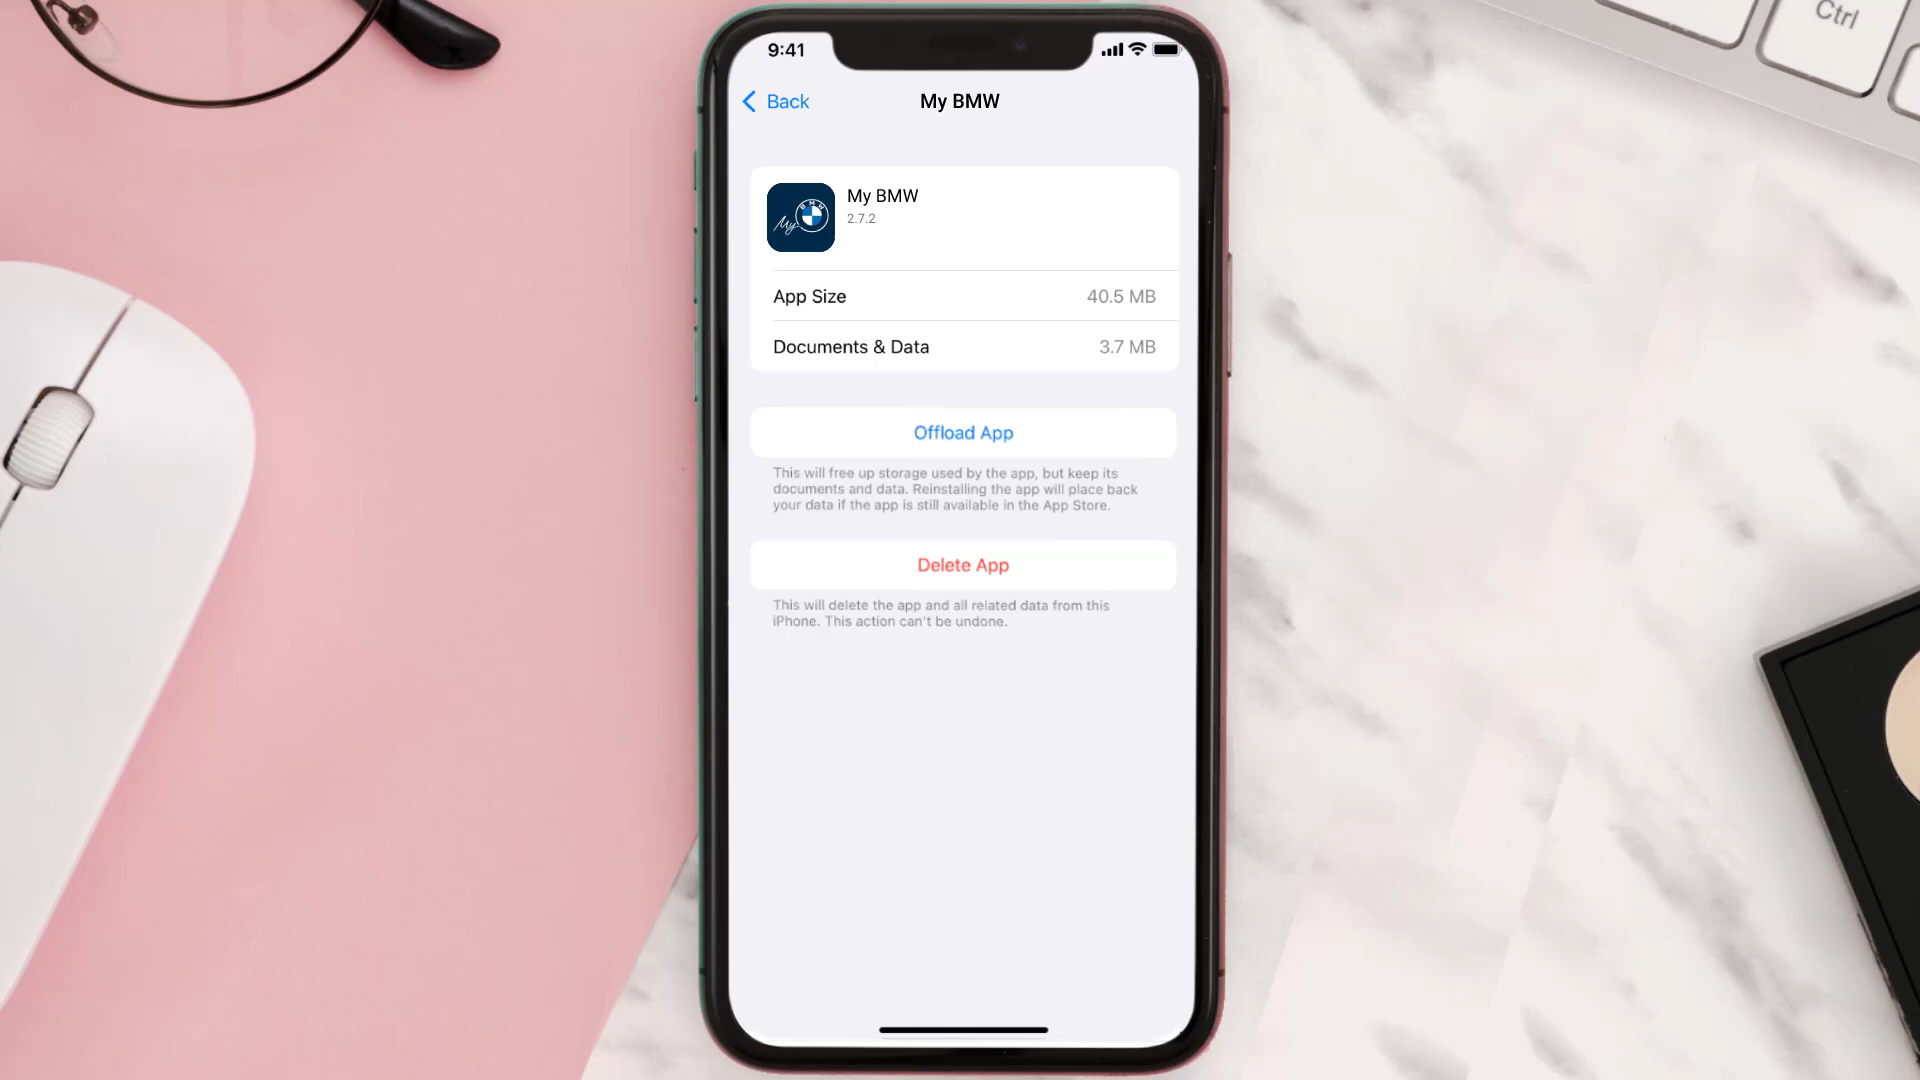 Ctrl
9:41
Back
My BMW
My
BMW
My BMW
2.7.2
App Size
40.5 MB
Documents & Data
3.7 MB
Offload App
This will free up storage used by the app, but keep its
documents and data. Reinstalling the app will place back
your data if the app is still available in the App Store.
Delete App
This will delete the app and all related data from this
iPhone. This action can't be undone.